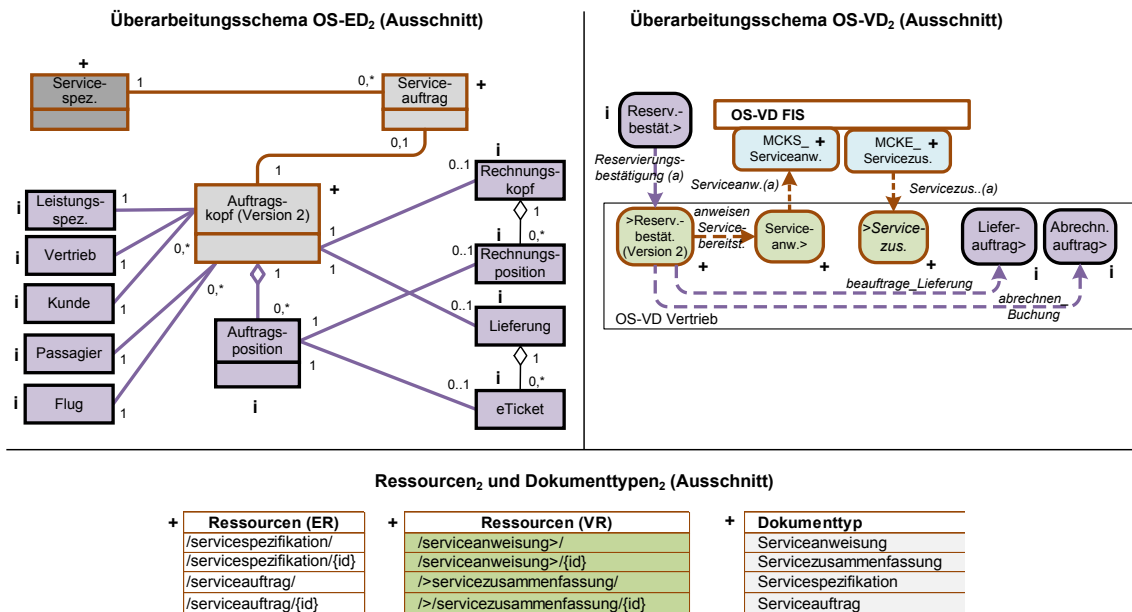 Überarbeitungsschema OS-ED2 (Ausschnitt)
+
Service-
spez.
1
0,*
Service-
auftrag
+
0,1
1
Auftrags-
kopf (Version 2)
+
i
Leistungs-
spez.
1
i
Vertrieb
1
0,*
i
Kunde
1
i
Passagier
1
0,*
i
Flug
1
1
0,*
Auftrags-
position
i
1
1
1
1
i
0..1
Rechnungs-
kopf
1
i
0,*
Rechnungs-
position
i
0..1
Lieferung
1
i
0..1
0,*
eTicket
Überarbeitungsschema OS-VD2 (Ausschnitt)
i
Reserv.-
bestät.>
OS-VD FIS
MCKS_
Serviceanw.
+
MCKE_
Servicezus.
+
Reservierungs-
bestätigung (a)
Serviceanw.(a)
Servicezus..(a)
>Reserv.-
bestät.
(Version 2)
+
anweisen
Service-
bereitst.
Service-
anw.>
+
>Service-
zus.
+
Liefer-
auftrag>
i
Abrechn.
auftrag>
i
beauftrage_Lieferung
abrechnen_
Buchung
OS-VD Vertrieb
Ressourcen2 und Dokumenttypen2 (Ausschnitt)
+
Ressourcen (ER)
/servicespezifikation/
/servicespezifikation/{id}
/serviceauftrag/
/serviceauftrag/{id}
+
Ressourcen (VR)
/serviceanweisung>/
/serviceanweisung>/{id}
/>servicezusammenfassung/
/>/servicezusammenfassung/{id}
+
Dokumenttyp
Serviceanweisung
Servicezusammenfassung
Servicespezifikation
Serviceauftrag